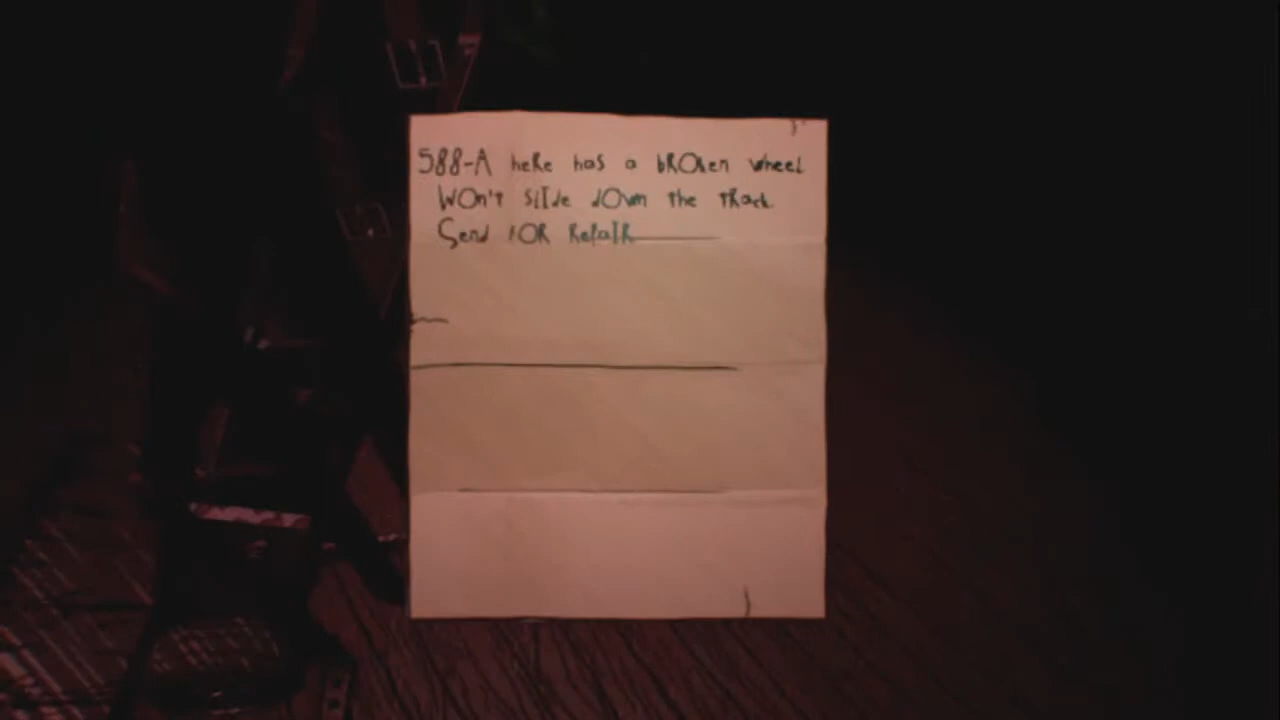 588-A heRe has a bROken wheel
WOn't slIde dOwn the tRack
Send fOR RepaIR